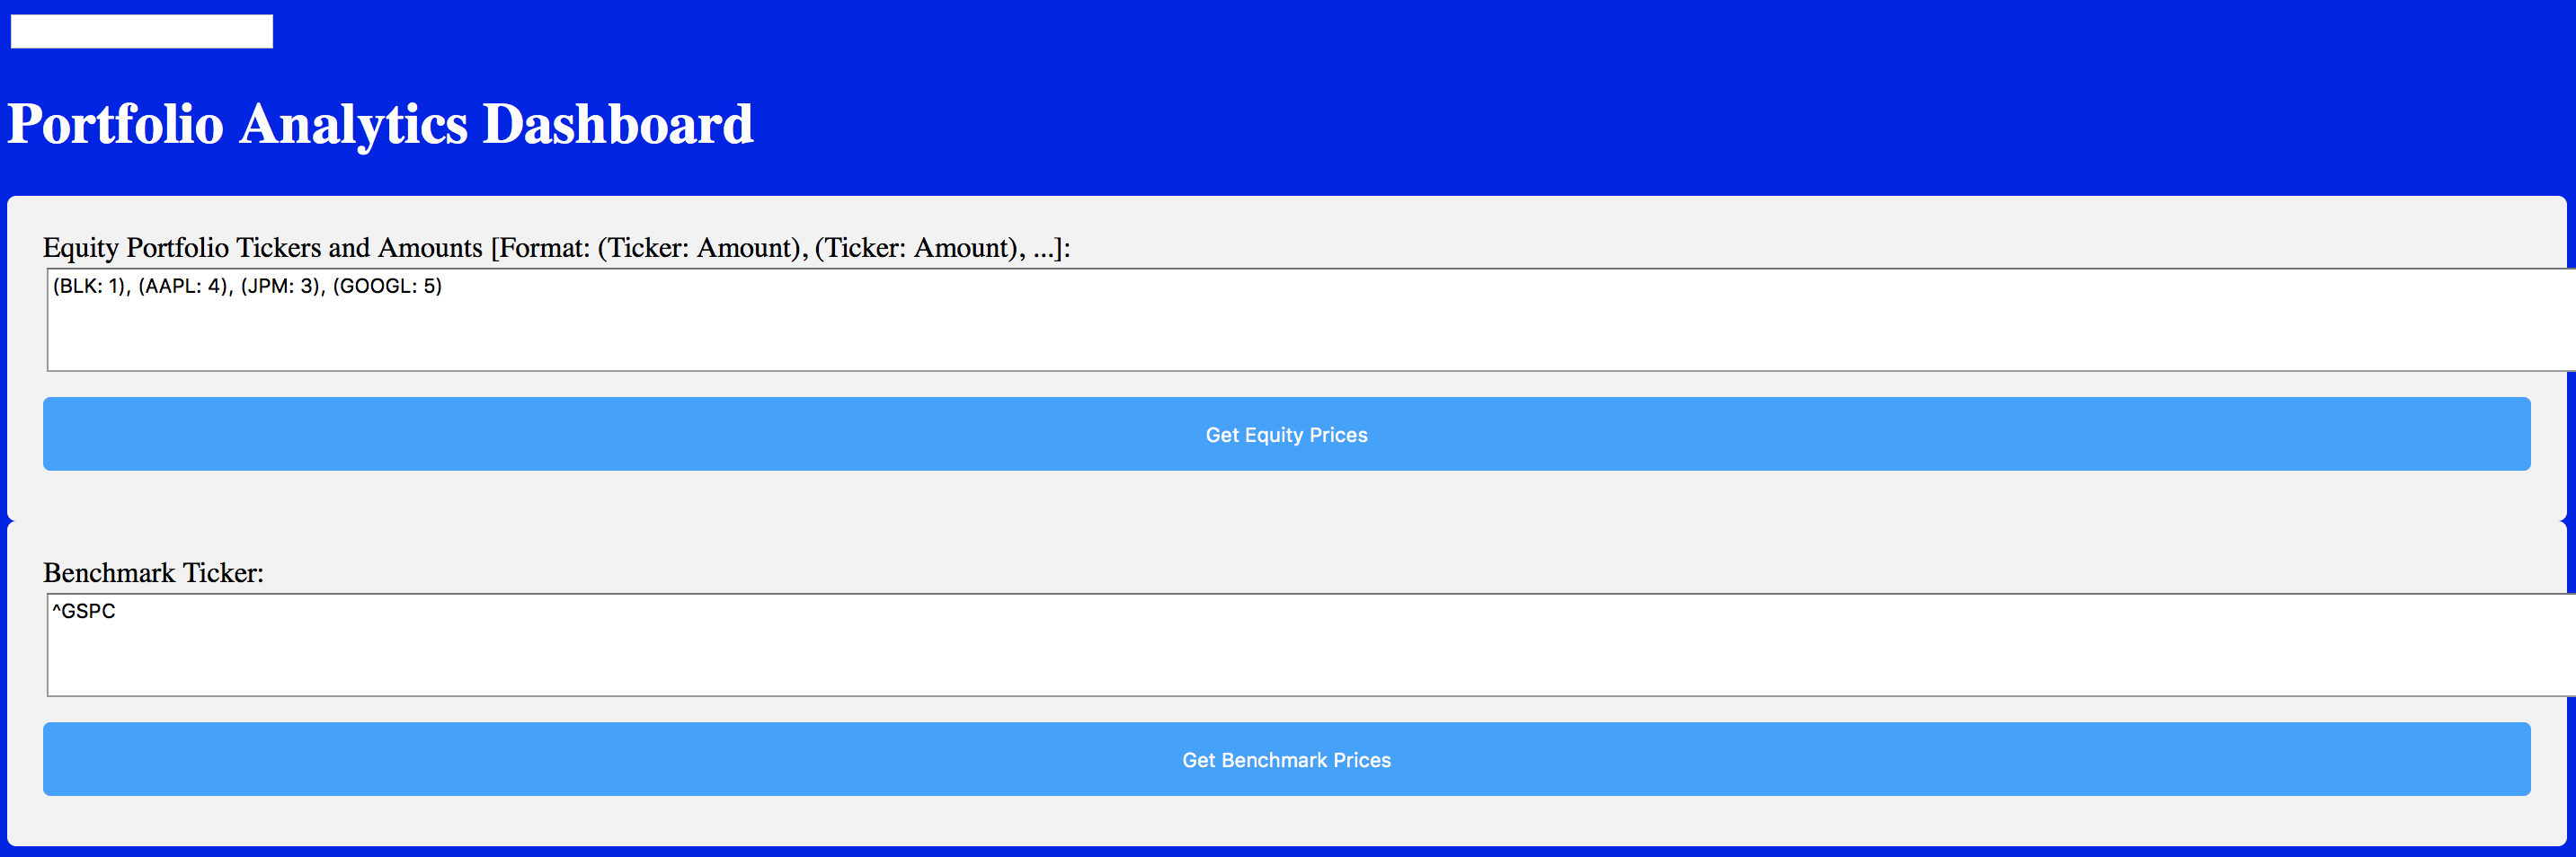 Portfolio Analytics Dashboard
Equity Portfolio Tickers and Amounts [Format: (Ticker: Amount), (Ticker: Amount), ...]:
(BLK: 1), (AAPL: 4), (JPM: 3), (GOOGL: 5)
Get Equity Prices
Benchmark Ticker:
^GSPC
Get Benchmark Prices